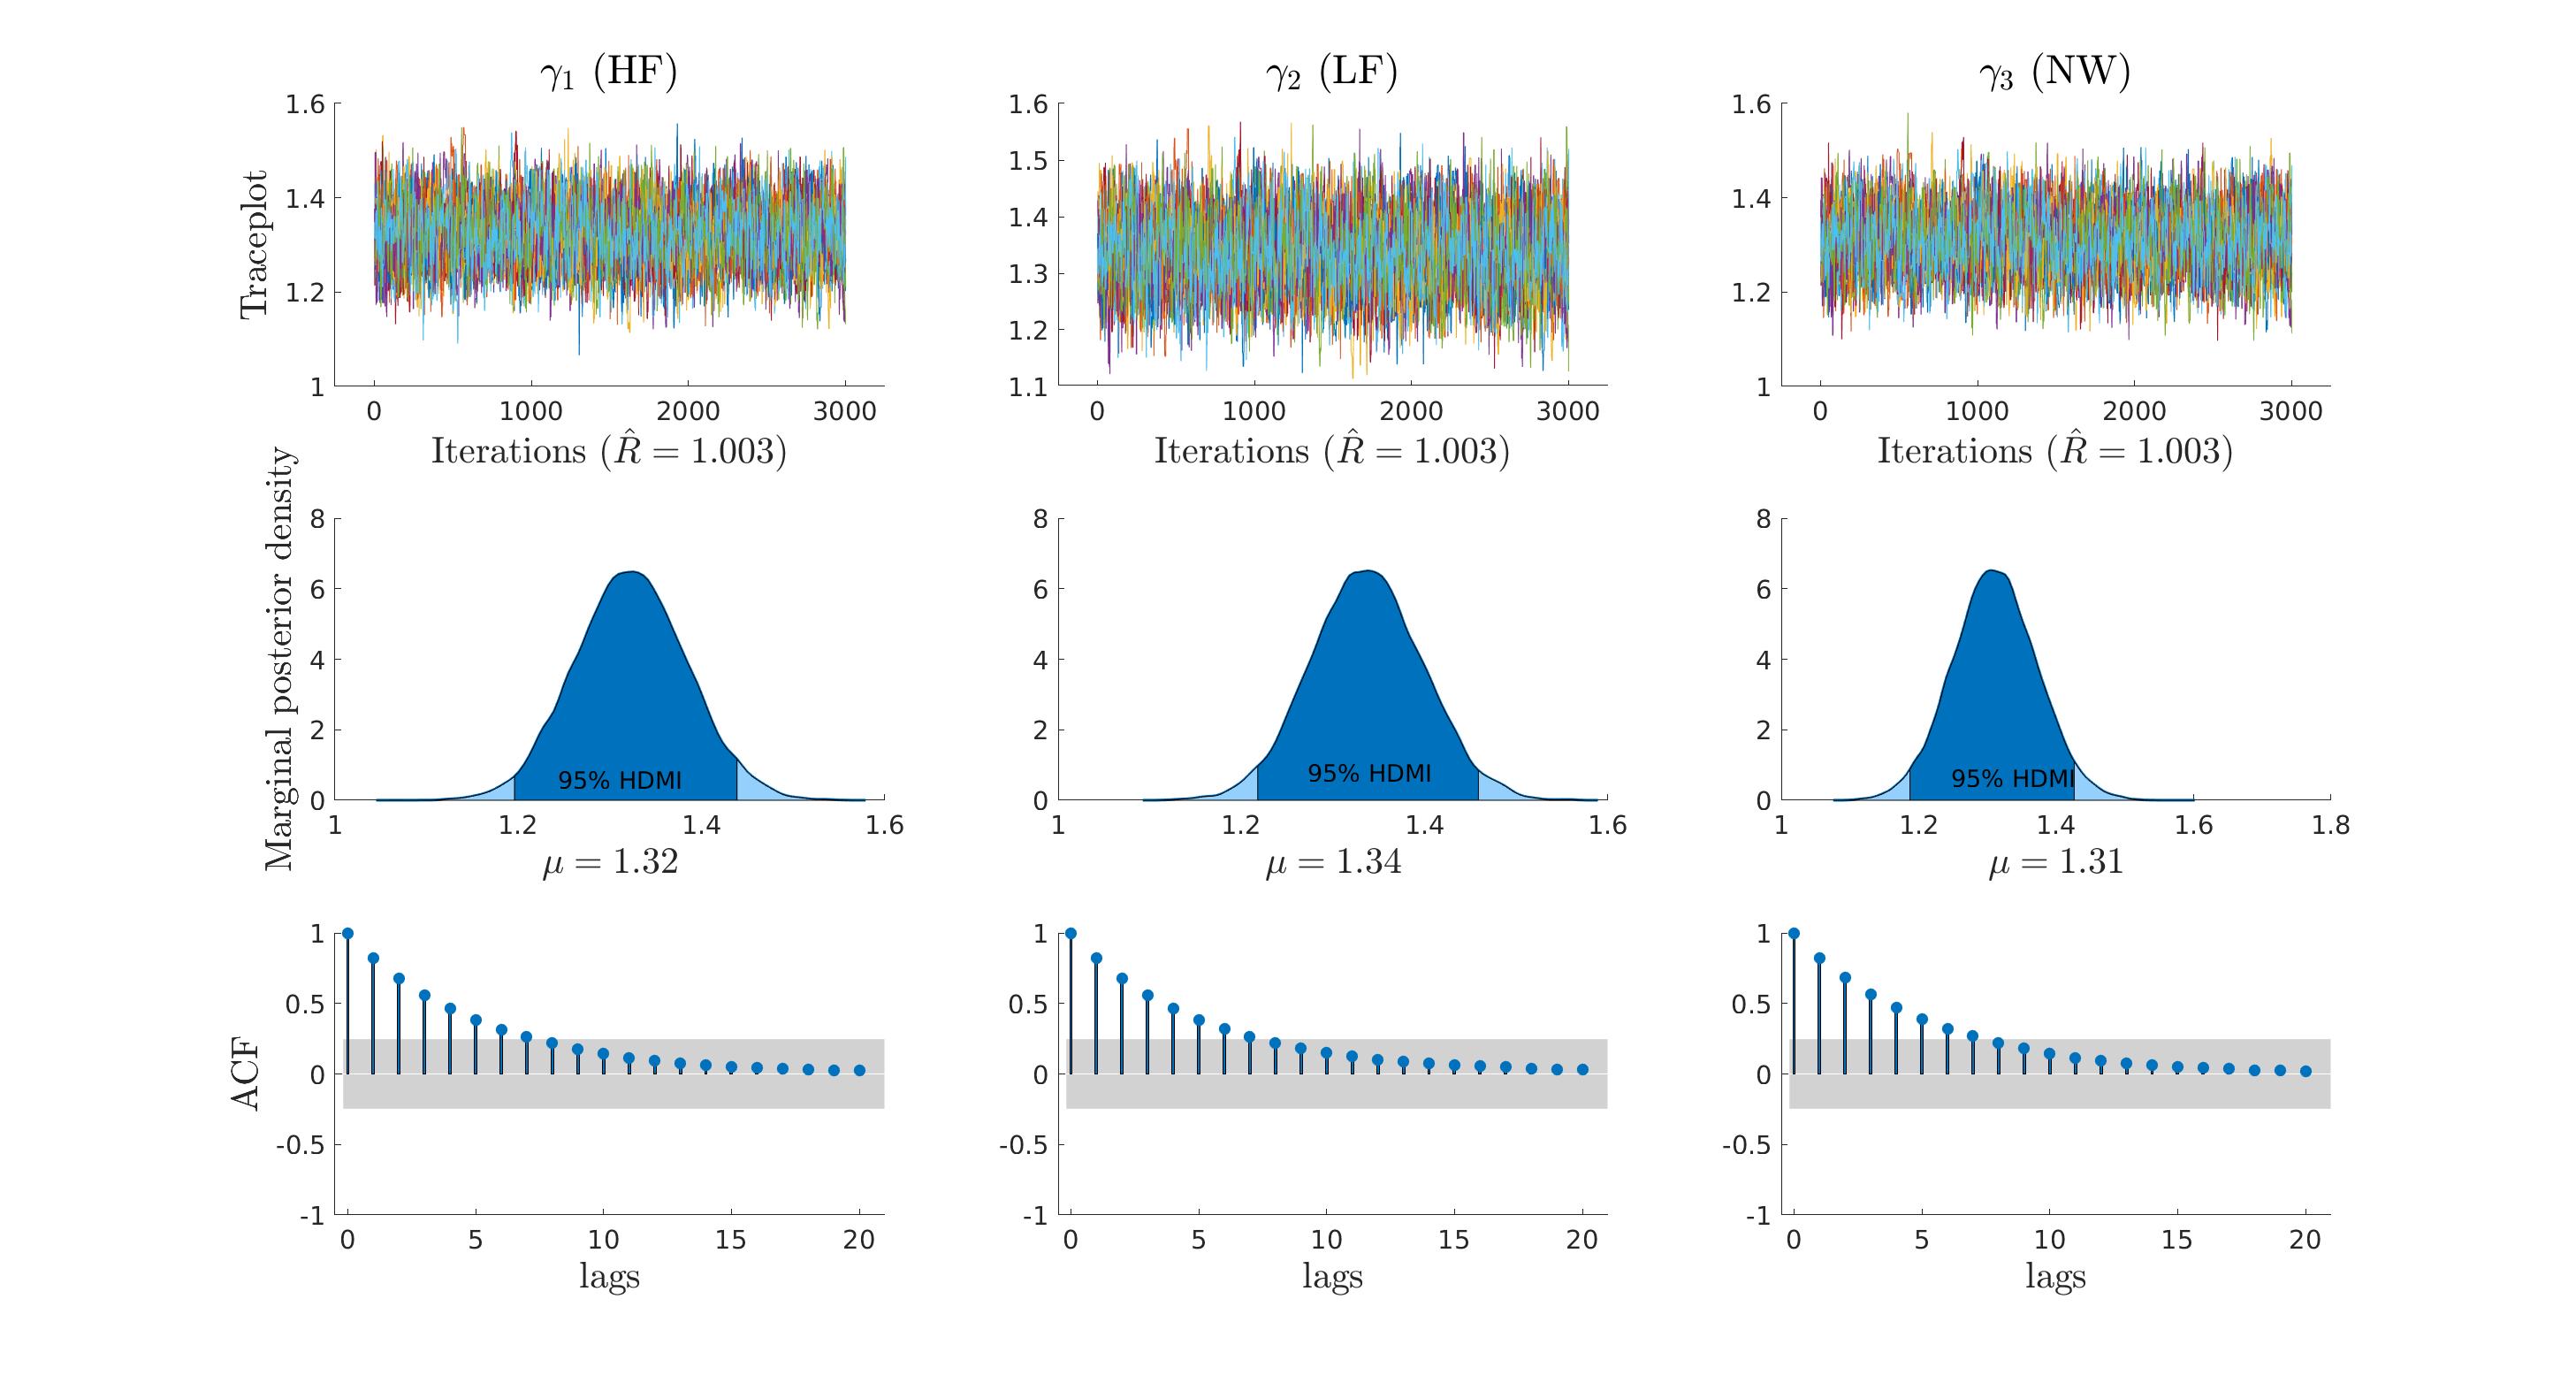 γ₁ (HF)
γ₂ (LF)
γ₃ (NW)
Traceplot
1.6
1.4
1.2
1
0 1000 2000 3000
Iterations (R̂ = 1.003)
1.6
1.5
1.4
1.3
1.2
1.1
0 1000 2000 3000
Iterations (R̂ = 1.003)
1.6
1.4
1.2
1
0 1000 2000 3000
Iterations (R̂ = 1.003)
Marginal posterior density
8
6
4
2
0
95% HDMI
1 1.2 1.4 1.6
μ = 1.32
8
6
4
2
0
95% HDMI
1 1.2 1.4 1.6
μ = 1.34
8
6
4
2
0
95% HDMI
1 1.2 1.4 1.6 1.8
μ = 1.31
ACF
1
0.5
0
-0.5
-1
0 5 10 15 20
lags
1
0.5
0
-0.5
-1
0 5 10 15 20
lags
1
0.5
0
-0.5
-1
0 5 10 15 20
lags